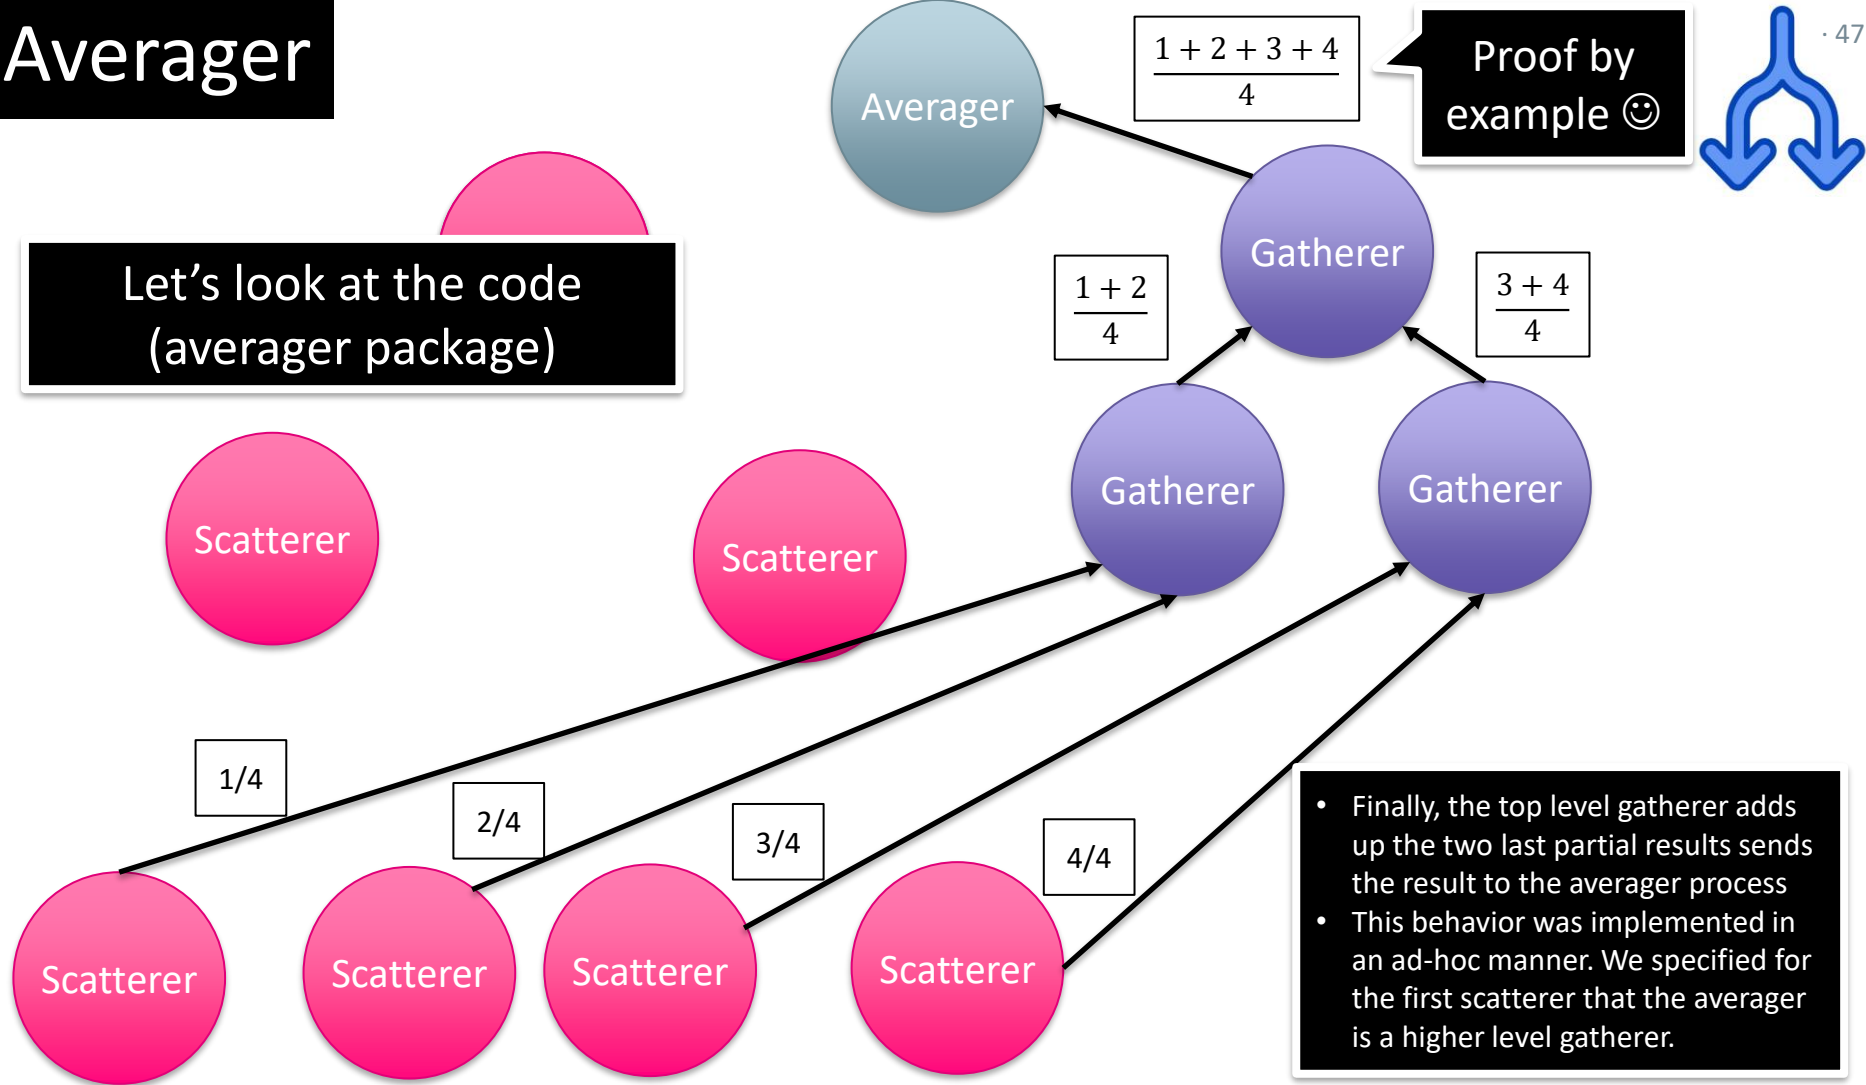 Averager
· 47
Averager
1 + 2 + 3 + 4
4
Proof by
example ☺
Let's look at the code
(averager package)
Gatherer
1 + 2
4
3 + 4
4
Gatherer
Gatherer
Scatterer
Scatterer
1/4
2/4
3/4
4/4
Scatterer
Scatterer
Scatterer
Scatterer
• Finally, the top level gatherer adds
up the two last partial results sends
the result to the averager process
• This behavior was implemented in
an ad-hoc manner. We specified for
the first scatterer that the averager
is a higher level gatherer.